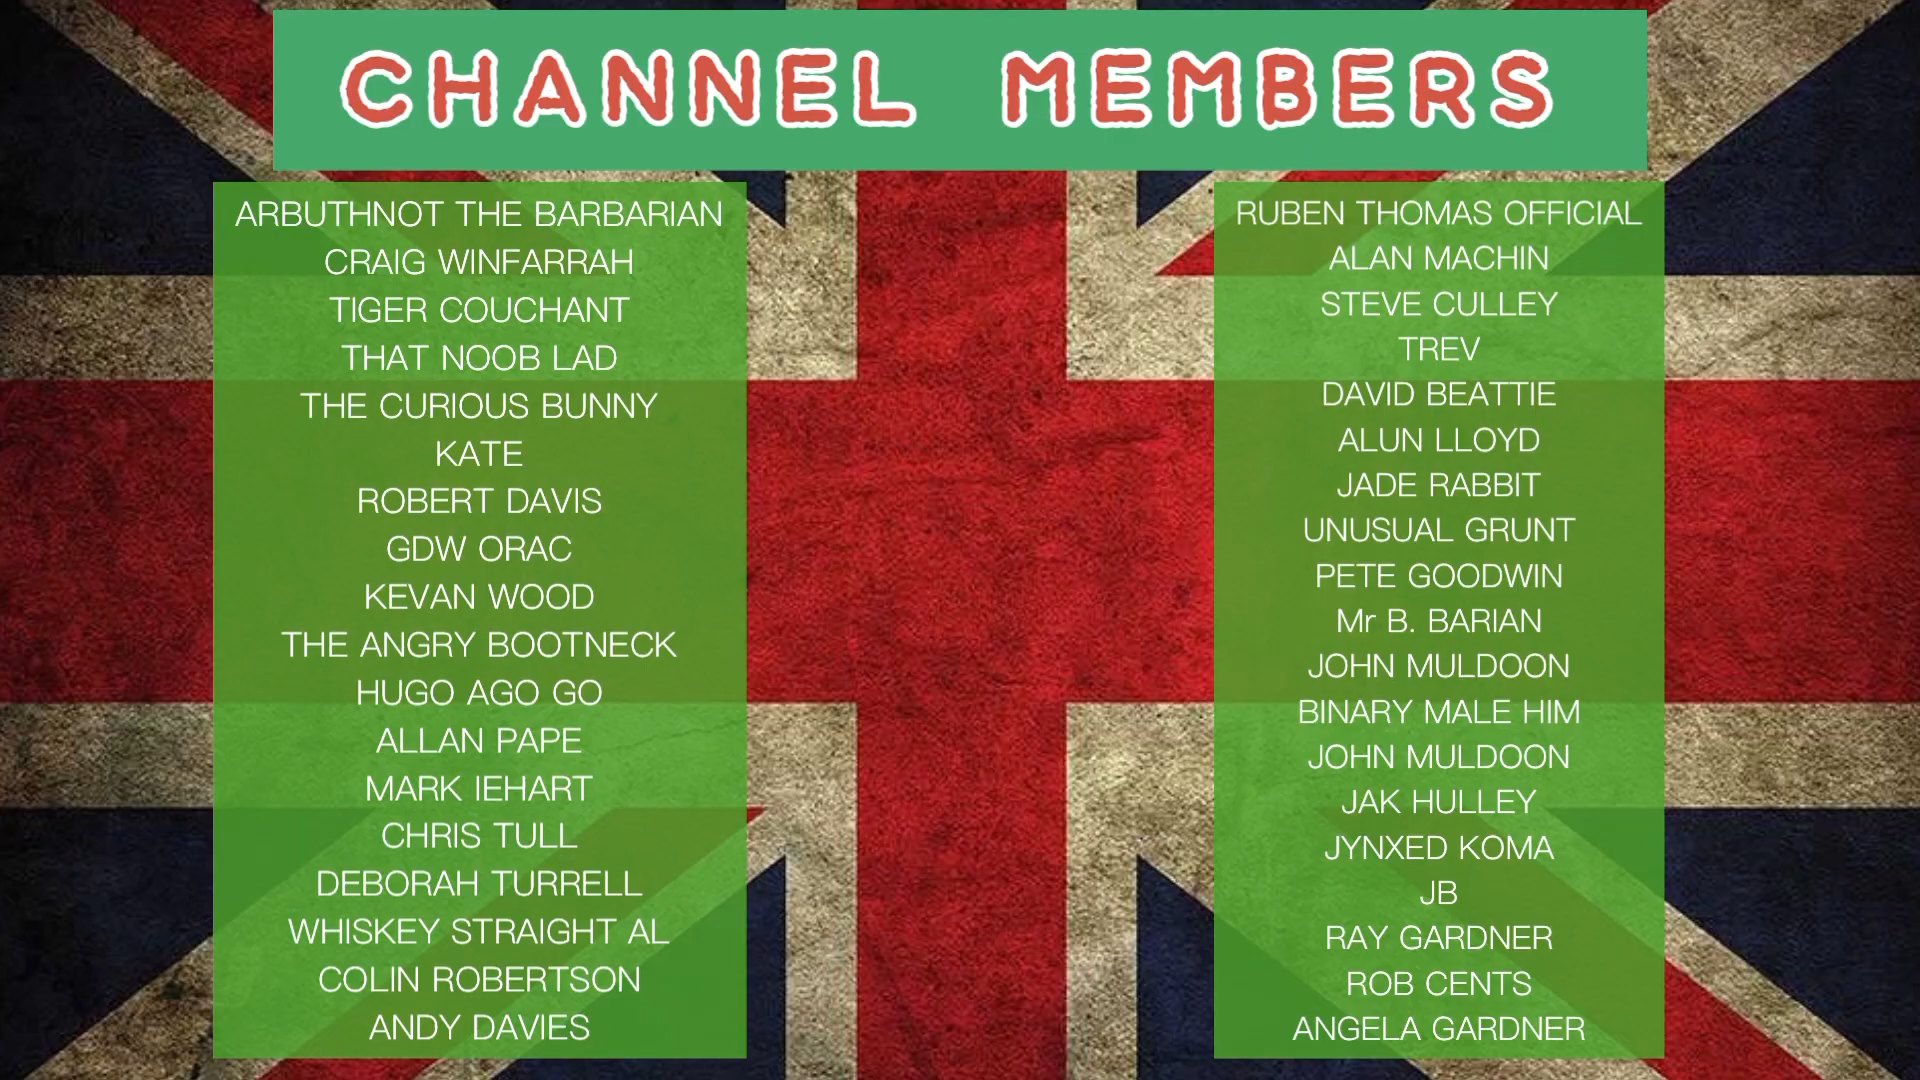 CHANNEL MEMBERS
ARBUTHNOT THE BARBARIAN
CRAIG WINFARRAH
TIGER COUCHANT
THAT NOOB LAD
THE CURIOUS BUNNY
KATE
ROBERT DAVIS
GDW ORAC
KEVAN WOOD
THE ANGRY BOOTNECK
HUGO AGO GO
ALLAN PAPE
MARK IEHART
CHRIS TULL
DEBORAH TURRELL
WHISKEY STRAIGHT AL
COLIN ROBERTSON
ANDY DAVIES
RUBEN THOMAS OFFICIAL
ALAN MACHIN
STEVE CULLEY
TREV
DAVID BEATTIE
ALUN LLOYD
JADE RABBIT
UNUSUAL GRUNT
PETE GOODWIN
Mr B. BARIAN
JOHN MULDOON
BINARY MALE HIM
JOHN MULDOON
JAK HULLEY
JYNXED KOMA
JB
RAY GARDNER
ROB CENTS
ANGELA GARDNER